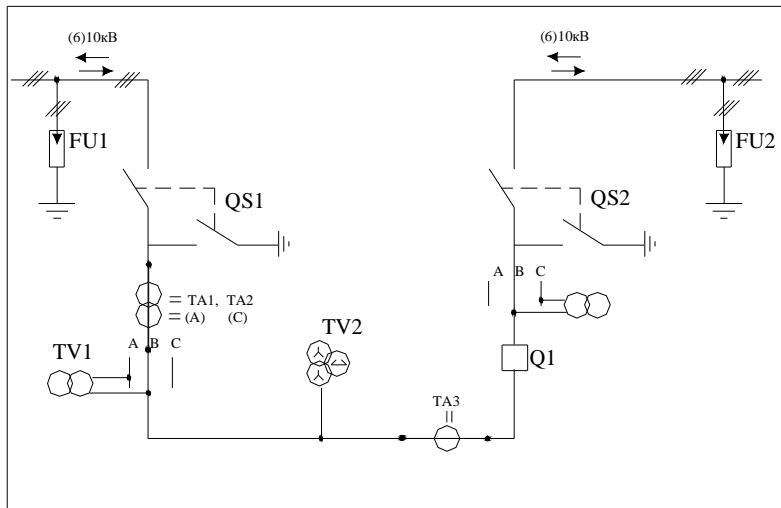 (6)10кВ
(6)10кВ
FU1
FU2
QS1
QS2
A B C
TA1, TA2
(A) (C)
TV2
A B C
TV1
Q1
TA3